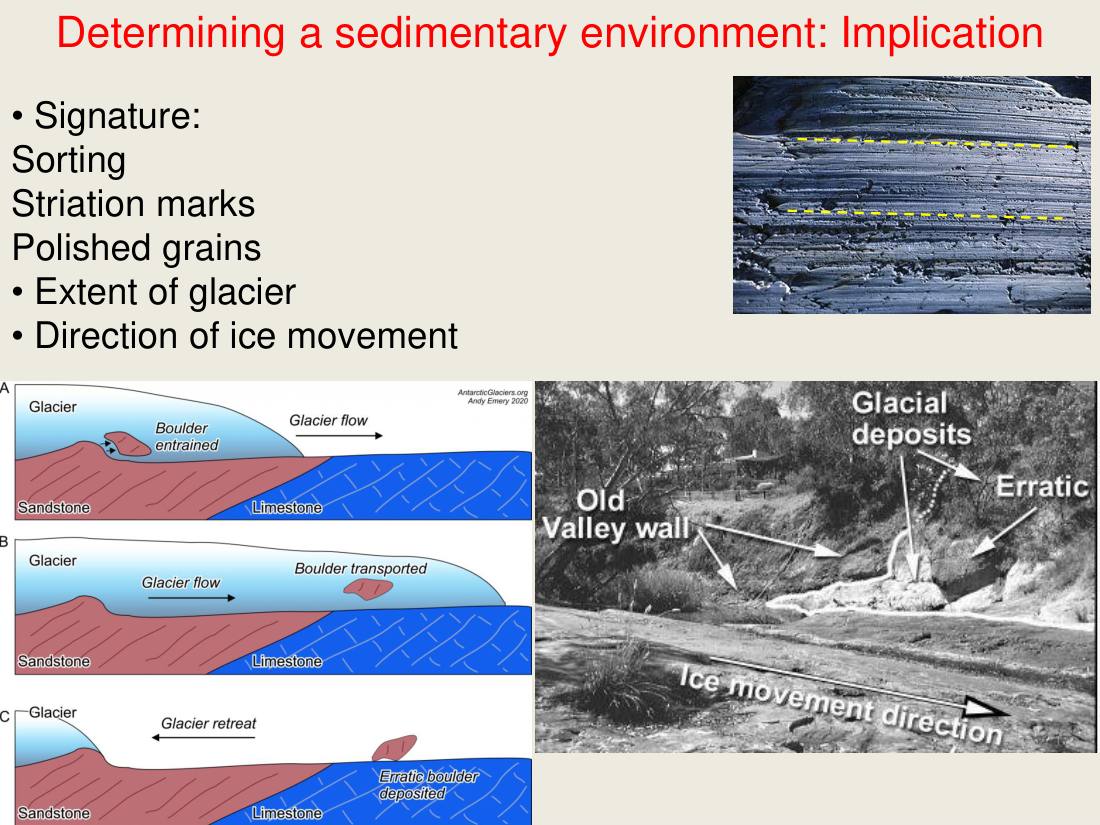 Determining a sedimentary environment: Implication
• Signature:
Sorting
Striation marks
Polished grains
• Extent of glacier
• Direction of ice movement
A
Glacier
Boulder
entrained
Glacier flow
AntarcticGlaciers.org
Andy Emery 2020
Sandstone
Limestone
B
Glacier
Glacier flow
Boulder transported
Sandstone
Limestone
C
Glacier
Glacier retreat
Erratic boulder
deposited
Sandstone
Limestone
Glacial
deposits
Erratic
Old
Valley wall
Ice movement direction